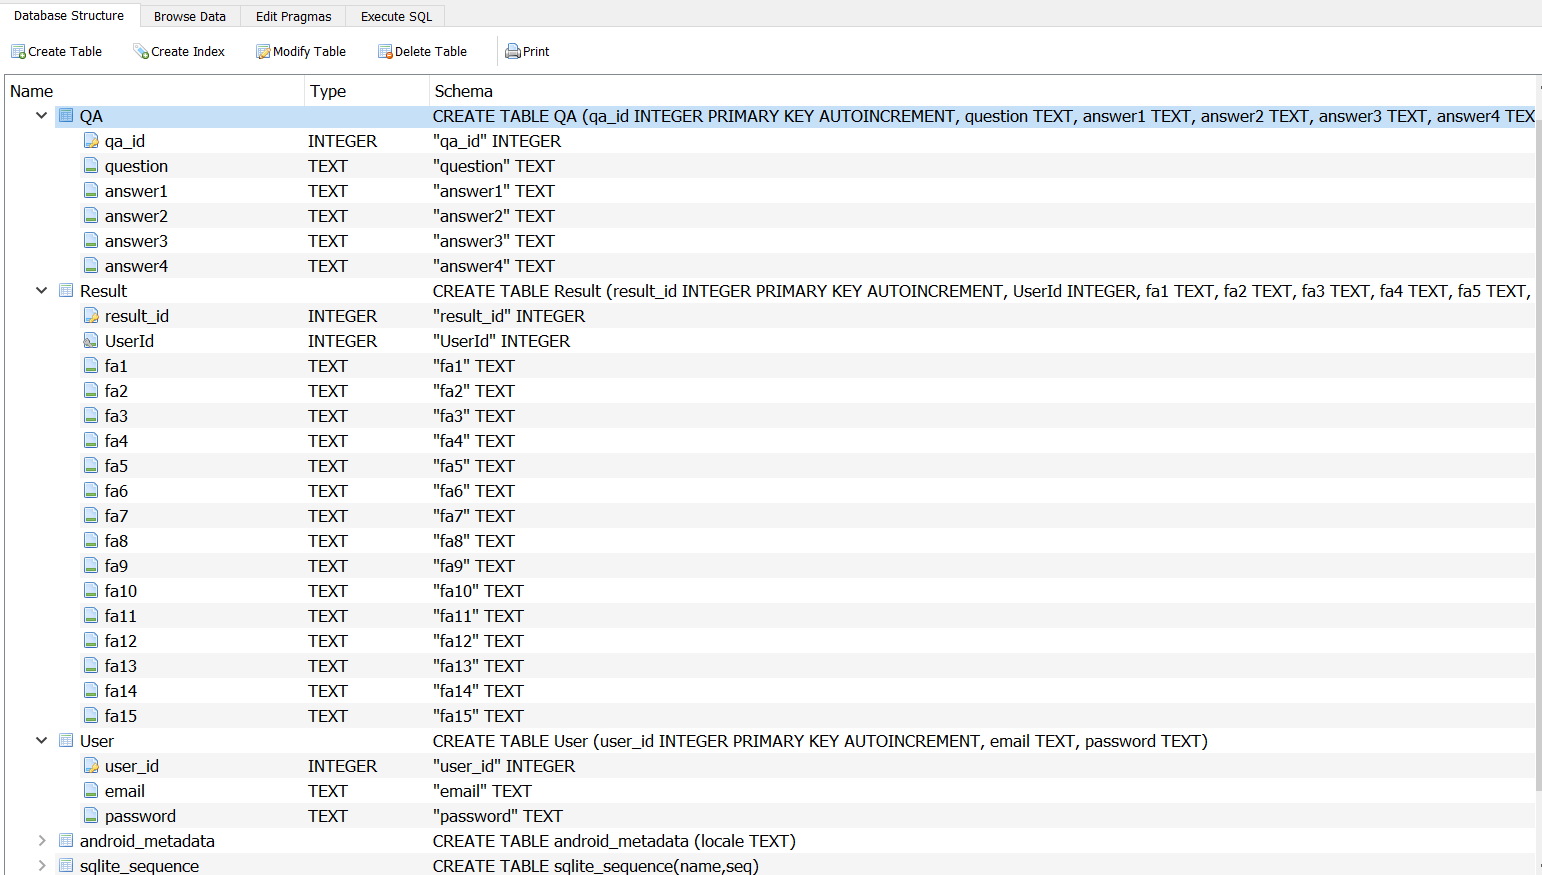 Database Structure Browse Data Edit Pragmas Execute SQL
Create Table Create Index Modify Table Delete Table Print
Name Type Schema
QA CREATE TABLE QA (qa_id INTEGER PRIMARY KEY AUTOINCREMENT, question TEXT, answer1 TEXT, answer2 TEXT, answer3 TEXT, answer4 TEX
qa_id INTEGER "qa_id" INTEGER
question TEXT "question" TEXT
answer1 TEXT "answer1" TEXT
answer2 TEXT "answer2" TEXT
answer3 TEXT "answer3" TEXT
answer4 TEXT "answer4" TEXT
Result CREATE TABLE Result (result_id INTEGER PRIMARY KEY AUTOINCREMENT, UserId INTEGER, fa1 TEXT, fa2 TEXT, fa3 TEXT, fa4 TEXT, fa5 TEXT,
result_id INTEGER "result_id" INTEGER
UserId INTEGER "UserId" INTEGER
fa1 TEXT "fa1" TEXT
fa2 TEXT "fa2" TEXT
fa3 TEXT "fa3" TEXT
fa4 TEXT "fa4" TEXT
fa5 TEXT "fa5" TEXT
fa6 TEXT "fa6" TEXT
fa7 TEXT "fa7" TEXT
fa8 TEXT "fa8" TEXT
fa9 TEXT "fa9" TEXT
fa10 TEXT "fa10" TEXT
fa11 TEXT "fa11" TEXT
fa12 TEXT "fa12" TEXT
fa13 TEXT "fa13" TEXT
fa14 TEXT "fa14" TEXT
fa15 TEXT "fa15" TEXT
User CREATE TABLE User (user_id INTEGER PRIMARY KEY AUTOINCREMENT, email TEXT, password TEXT)
user_id INTEGER "user_id" INTEGER
email TEXT "email" TEXT
password TEXT "password" TEXT
android_metadata CREATE TABLE android_metadata (locale TEXT)
sqlite_sequence CREATE TABLE sqlite_sequence(name,seq)